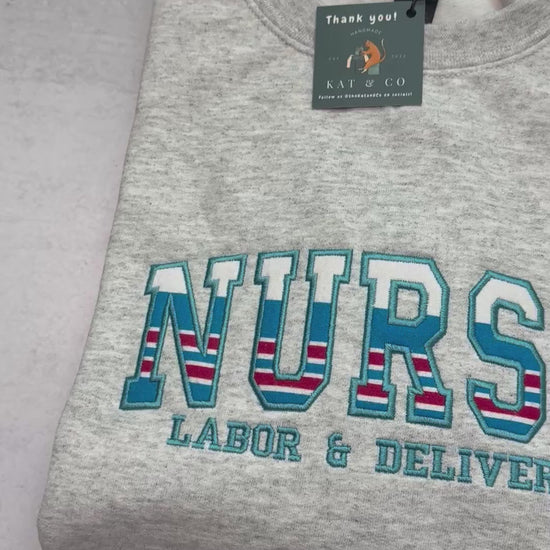 Thank you!
HANDMADE
KAT & CO
NURS
LABOR & DELIVER